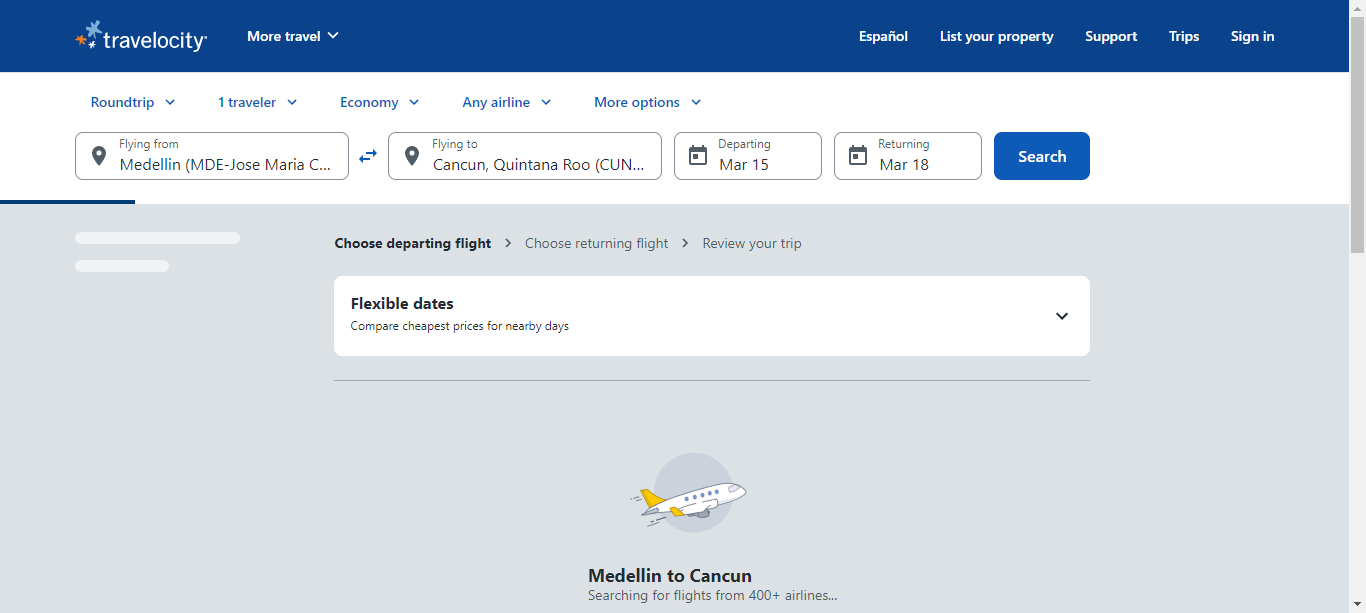 travelocity
More travel
Español
List your property
Support
Trips
Sign in
Roundtrip
1 traveler
Economy
Any airline
More options
Flying from
Medellin (MDE-Jose Maria C...
Flying to
Cancun, Quintana Roo (CUN...
Departing
Mar 15
Returning
Mar 18
Search
Choose departing flight
Choose returning flight
Review your trip
Flexible dates
Compare cheapest prices for nearby days
Medellin to Cancun
Searching for flights from 400+ airlines...